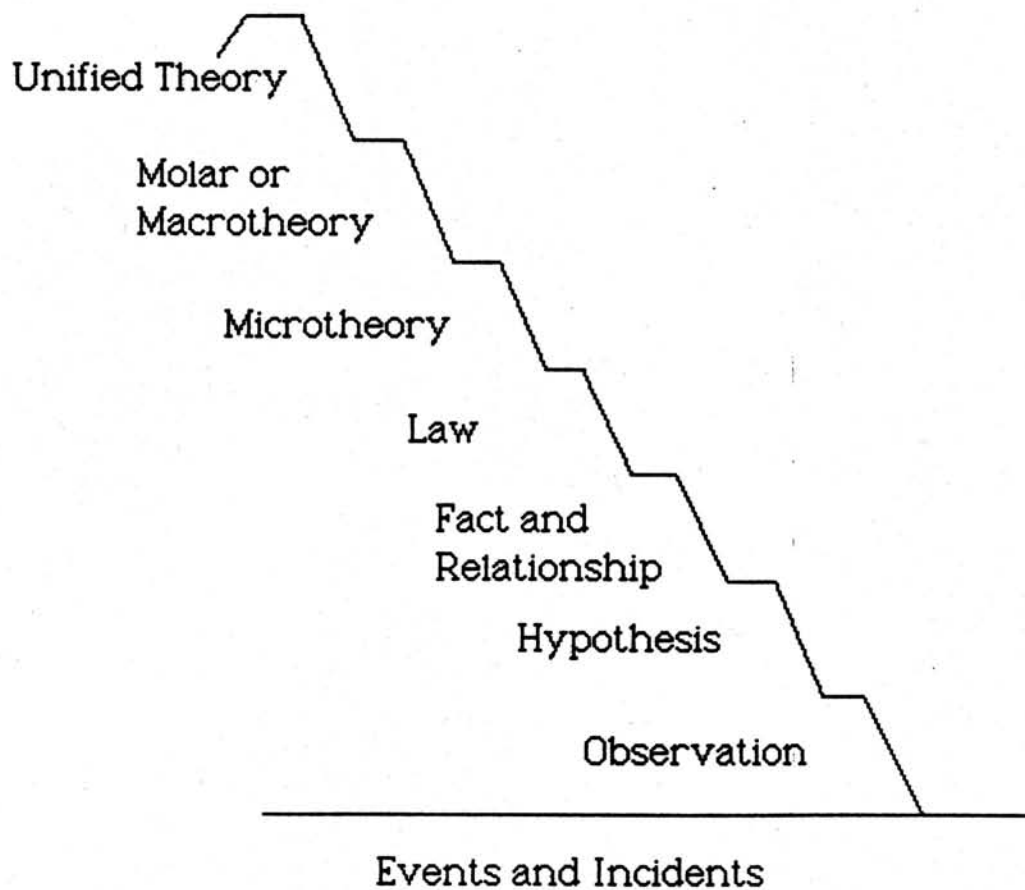 Unified Theory
Molar or
Macrotheory
Microtheory
Law
Fact and
Relationship
Hypothesis
Observation
Events and Incidents